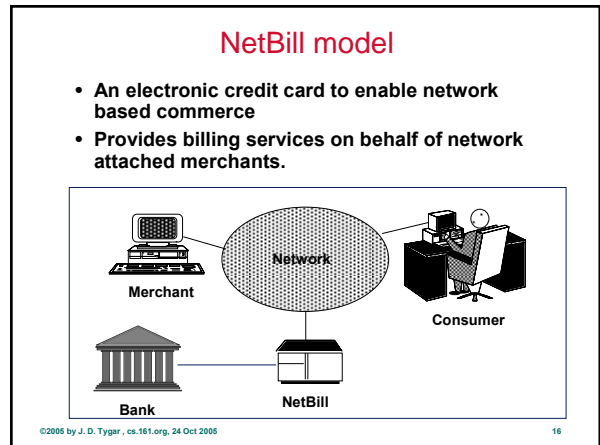 NetBill model
• An electronic credit card to enable network
based commerce
• Provides billing services on behalf of network
attached merchants.
Network
Merchant
Consumer
Bank
NetBill
©2005 by J. D. Tygar , cs.161.org, 24 Oct 2005
16